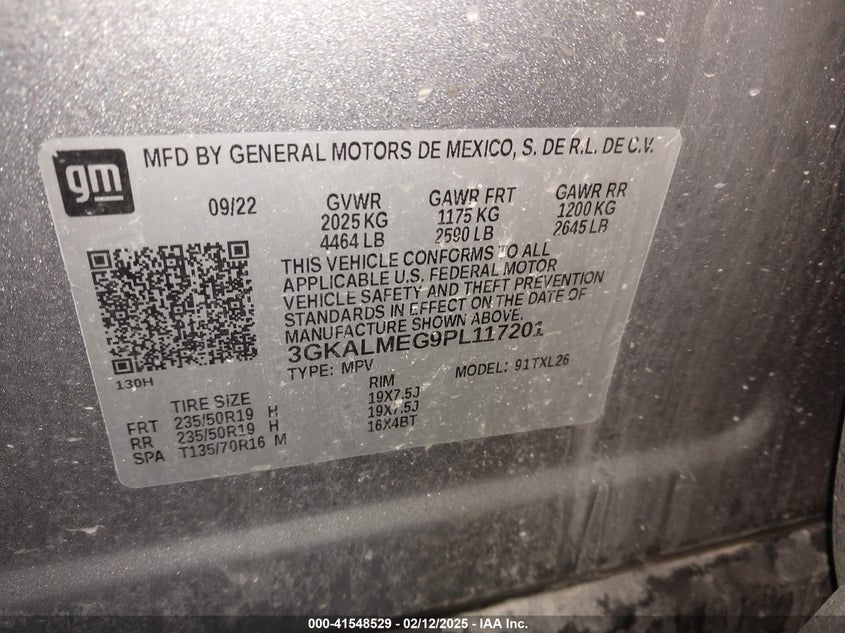 gm
MFD BY GENERAL MOTORS DE MEXICO, S. DE R.L. DE C.V.
09/22
GVWR GAWR FRT GAWR RR
2025 KG 1175 KG 1200 KG
4464 LB 2590 LB 2645 LB
THIS VEHICLE CONFORMS TO ALL
APPLICABLE U.S. FEDERAL MOTOR
VEHICLE SAFETY AND THEFT PREVENTION
STANDARDS IN EFFECT ON THE DATE OF
MANUFACTURE SHOWN ABOVE.
3GKALMEG9PL117201
TYPE: MPV MODEL: 91TXL26
130H
TIRE SIZE RIM
FRT 235/50R19 H 19X7.5J
RR 235/50R19 H 19X7.5J
SPA T135/70R16 M 16X4BT
000-41548529 — 02/12/2025 - IAA Inc.